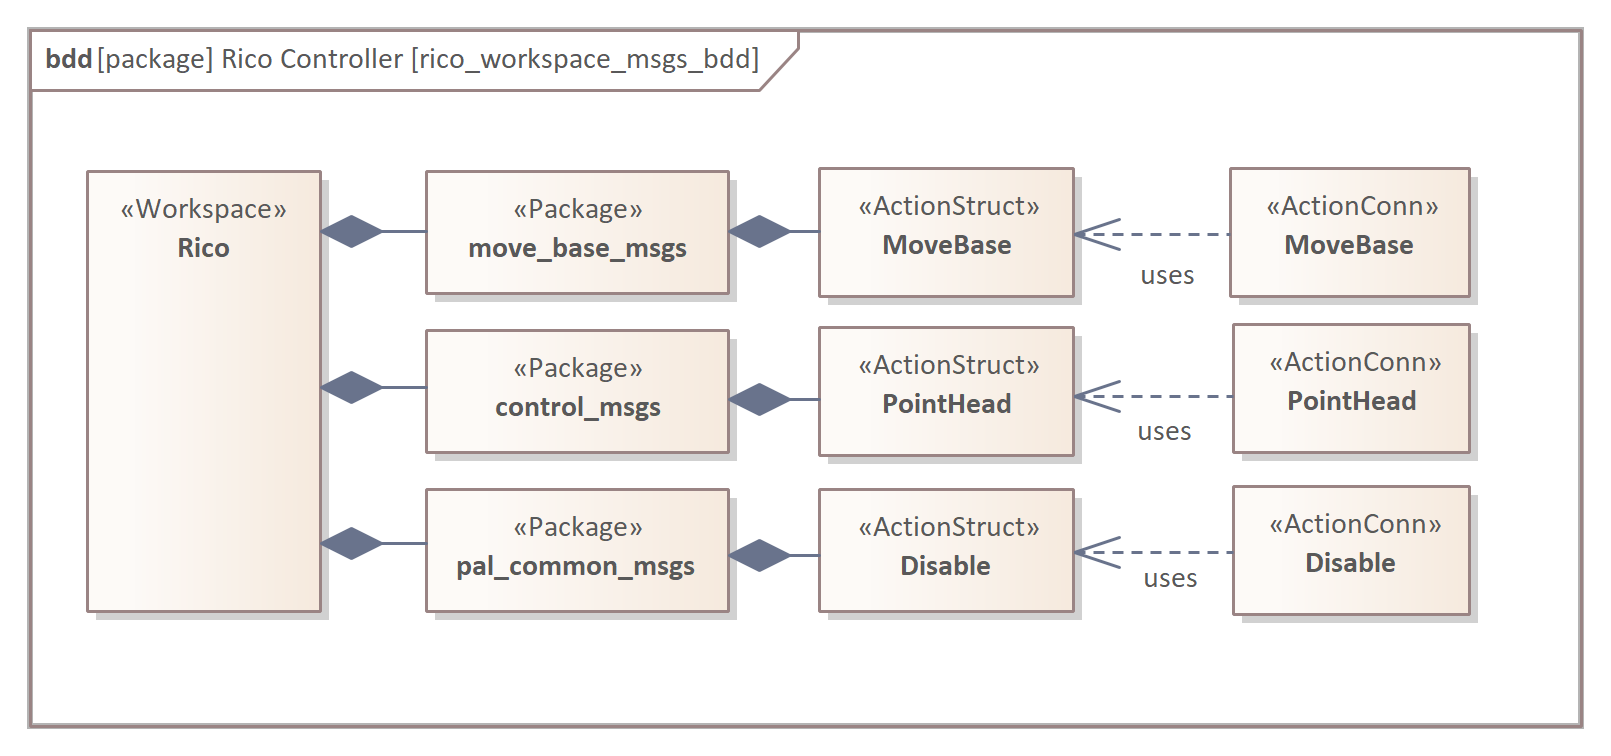 bdd [package] Rico Controller [rico_workspace_msgs_bdd]
«Workspace»
Rico
«Package»
move_base_msgs
«ActionStruct»
MoveBase
uses
«ActionConn»
MoveBase
«Package»
control_msgs
«ActionStruct»
PointHead
uses
«ActionConn»
PointHead
«Package»
pal_common_msgs
«ActionStruct»
Disable
uses
«ActionConn»
Disable